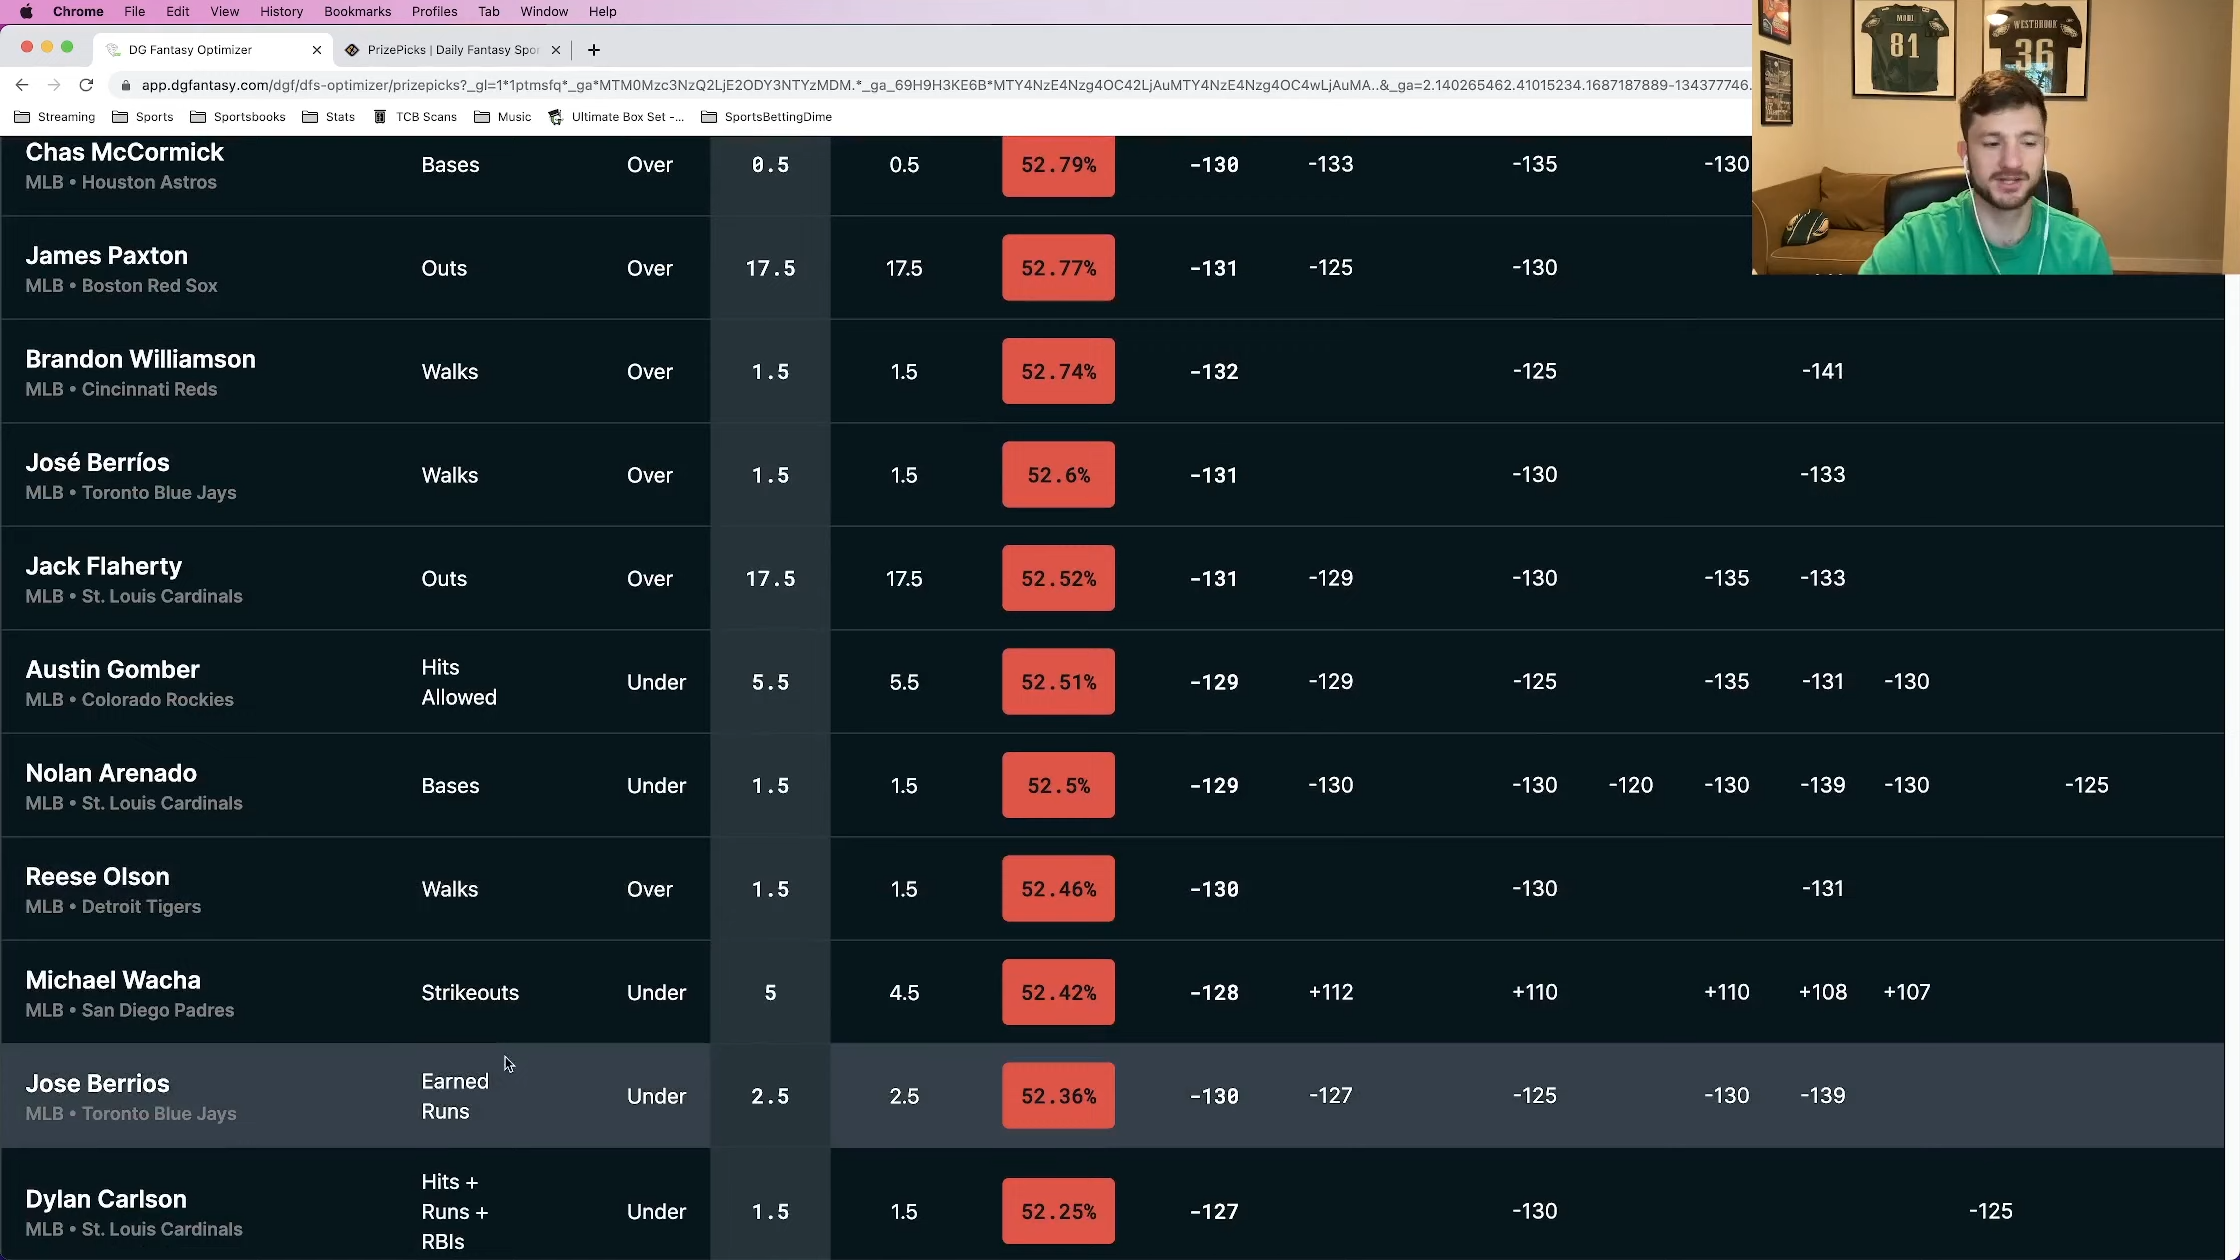 Chrome File Edit View History Bookmarks Profiles Tab Window Help
DG Fantasy Optimizer PrizePicks | Daily Fantasy Spor
app.dgfantasy.com/dgf/dfs-optimizer/prizepicks?_gl=1*1ptmsfq*_ga*MTM0Mzc3NzQ2LjE2ODY3NTYzMDM.*_ga_69H9H3KE6B*MTY4NzE4Nzg4OC42LjAuMTY4NzE4Nzg4OC4wLjAuMA..&_ga=2.140265462.41015234.1687187889-134377746.
Streaming Sports Sportsbooks Stats TCB Scans Music Ultimate Box Set -... SportsBettingDime
81
WESTBROOK
36
Chas McCormick Bases Over 0.5 0.5 52.79% -130 -133 -135 -130
MLB • Houston Astros
James Paxton Outs Over 17.5 17.5 52.77% -131 -125 -130
MLB • Boston Red Sox
Brandon Williamson Walks Over 1.5 1.5 52.74% -132 -125 -141
MLB • Cincinnati Reds
José Berríos Walks Over 1.5 1.5 52.6% -131 -130 -133
MLB • Toronto Blue Jays
Jack Flaherty Outs Over 17.5 17.5 52.52% -131 -129 -130 -135 -133
MLB • St. Louis Cardinals
Austin Gomber Hits Allowed Under 5.5 5.5 52.51% -129 -129 -125 -135 -131 -130
MLB • Colorado Rockies
Nolan Arenado Bases Under 1.5 1.5 52.5% -129 -130 -130 -120 -130 -139 -130 -125
MLB • St. Louis Cardinals
Reese Olson Walks Over 1.5 1.5 52.46% -130 -130 -131
MLB • Detroit Tigers
Michael Wacha Strikeouts Under 5 4.5 52.42% -128 +112 +110 +110 +108 +107
MLB • San Diego Padres
Jose Berrios Earned Runs Under 2.5 2.5 52.36% -130 -127 -125 -130 -139
MLB • Toronto Blue Jays
Dylan Carlson Hits + Runs + RBIs Under 1.5 1.5 52.25% -127 -130 -125
MLB • St. Louis Cardinals